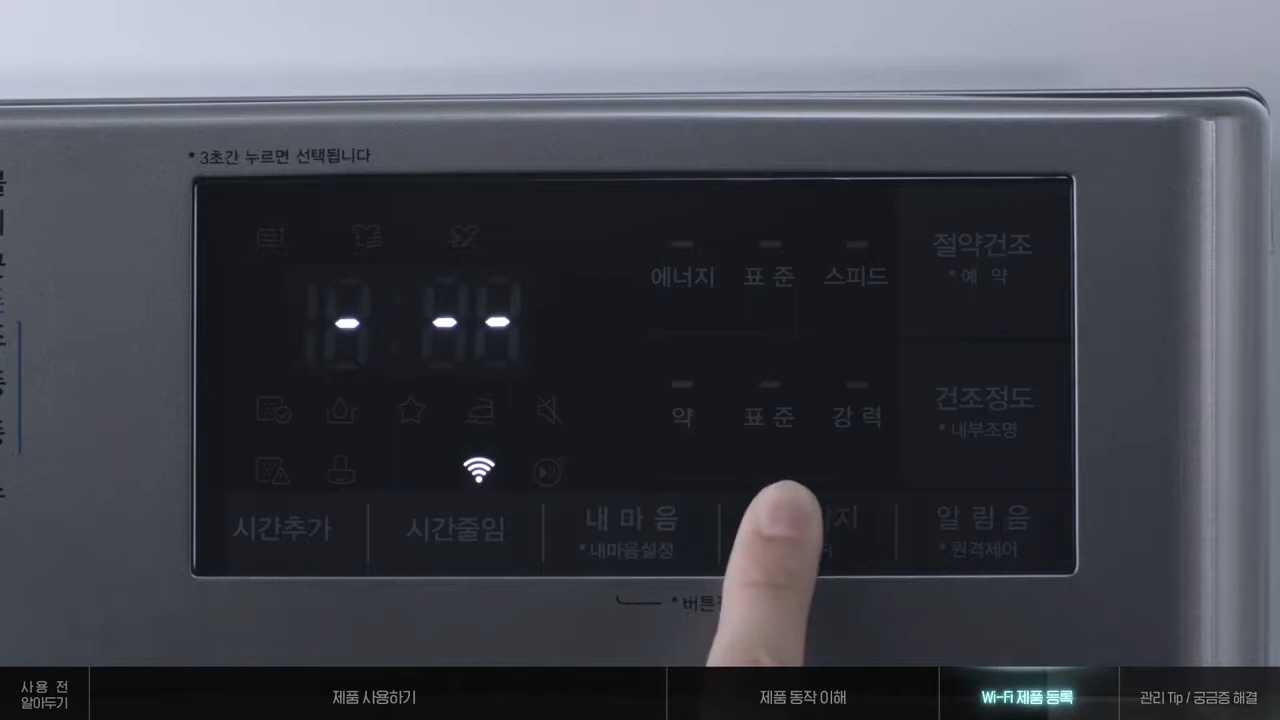 * 3초간 누르면 선택됩니다
절약건조
* 예 약
에너지 표 준 스피드
건조정도
* 내부조명
약 표 준 강 력
시간추가 시간줄임 내 마 음 알 림 음
* 내마음설정 * 원격제어
사용 전
알아두기
제품 사용하기
제품 동작 이해
Wi-Fi 제품 등록
관리 Tip / 궁금증 해결